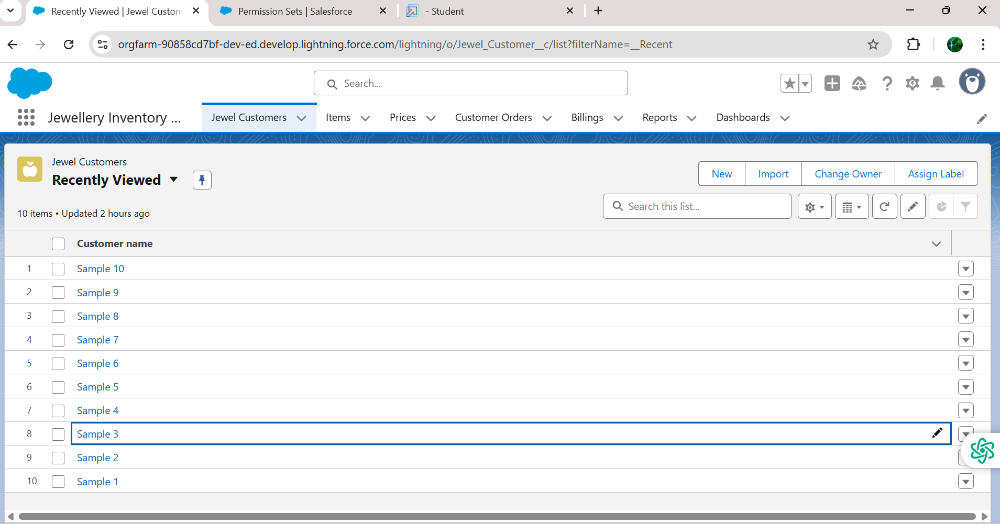 Recently Viewed | Jewel Custom
Permission Sets | Salesforce
- Student
orgfarm-90858cd7bf-dev-ed.develop.lightning.force.com/lightning/o/Jewel_Customer__c/list?filterName=__Recent
Search...
Jewellery Inventory ...
Jewel Customers
Items
Prices
Customer Orders
Billings
Reports
Dashboards
Jewel Customers
Recently Viewed
New
Import
Change Owner
Assign Label
10 items • Updated 2 hours ago
Search this list...
Customer name
1 Sample 10
2 Sample 9
3 Sample 8
4 Sample 7
5 Sample 6
6 Sample 5
7 Sample 4
8 Sample 3
9 Sample 2
10 Sample 1